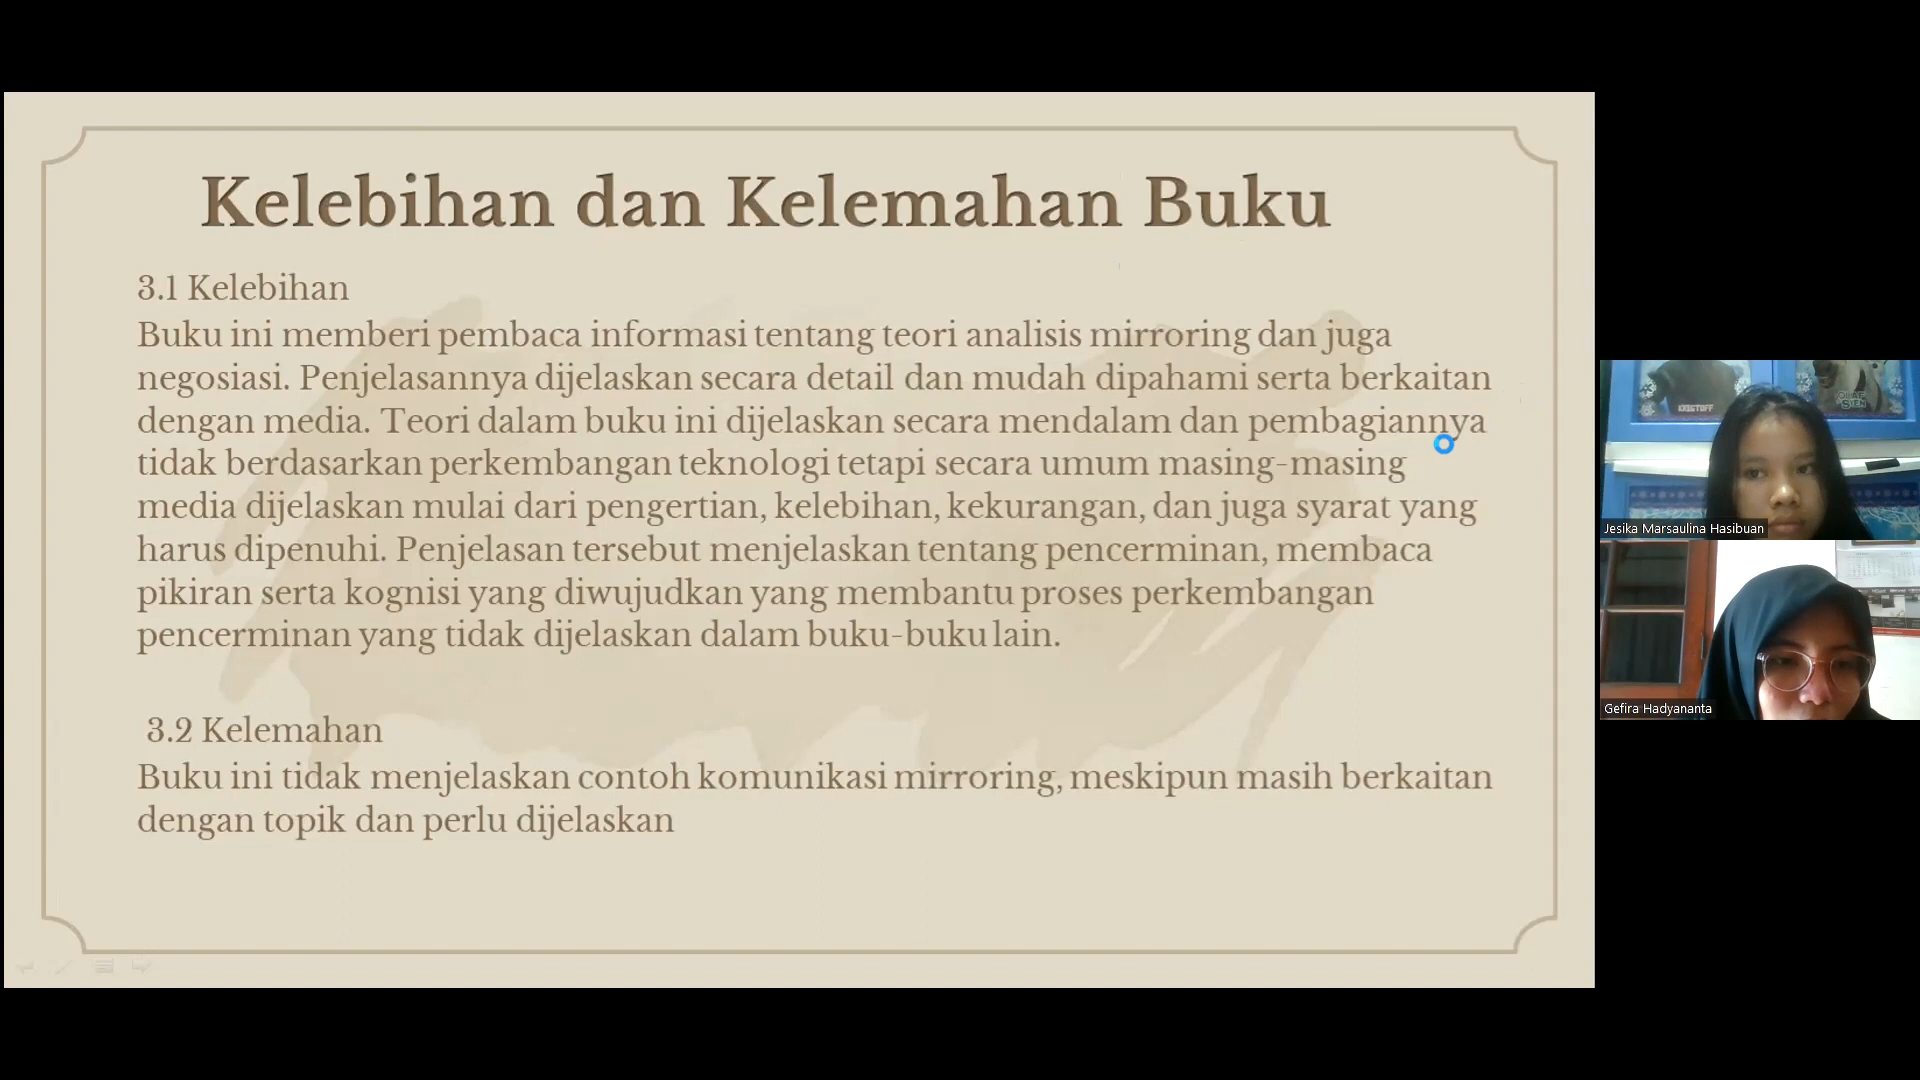 Kelebihan dan Kelemahan Buku
3.1 Kelebihan
Buku ini memberi pembaca informasi tentang teori analisis mirroring dan juga
negosiasi. Penjelasannya dijelaskan secara detail dan mudah dipahami serta berkaitan
dengan media. Teori dalam buku ini dijelaskan secara mendalam dan pembagiannya
tidak berdasarkan perkembangan teknologi tetapi secara umum masing-masing
media dijelaskan mulai dari pengertian, kelebihan, kekurangan, dan juga syarat yang
harus dipenuhi. Penjelasan tersebut menjelaskan tentang pencerminan, membaca
pikiran serta kognisi yang diwujudkan yang membantu proses perkembangan
pencerminan yang tidak dijelaskan dalam buku-buku lain.
3.2 Kelemahan
Buku ini tidak menjelaskan contoh komunikasi mirroring, meskipun masih berkaitan
dengan topik dan perlu dijelaskan
KRISTOFF
OLAF
SVEN
Jesika Marsaulina Hasibuan
Gefira Hadyananta